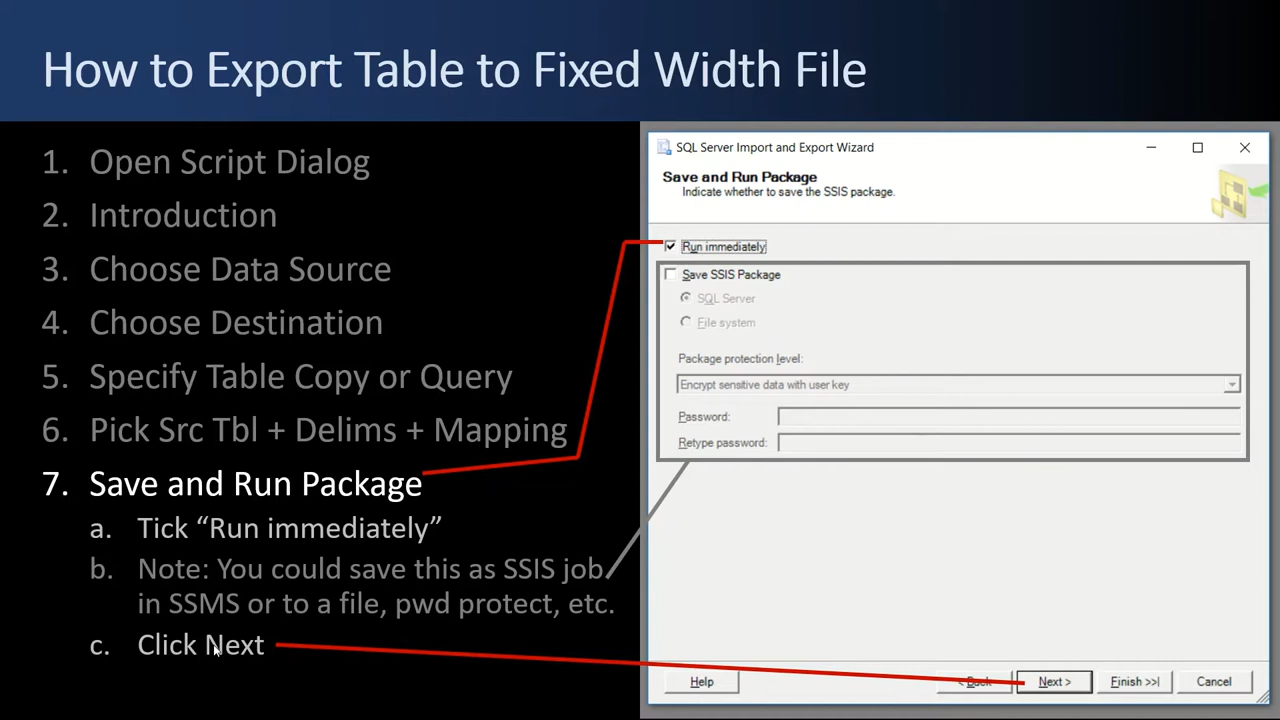 How to Export Table to Fixed Width File
1. Open Script Dialog
2. Introduction
3. Choose Data Source
4. Choose Destination
5. Specify Table Copy or Query
6. Pick Src Tbl + Delims + Mapping
7. Save and Run Package
a. Tick “Run immediately”
b. Note: You could save this as SSIS job
in SSMS or to a file, pwd protect, etc.
c. Click Next
SQL Server Import and Export Wizard
Save and Run Package
Indicate whether to save the SSIS package.
Run immediately
Save SSIS Package
SQL Server
File system
Package protection level:
Encrypt sensitive data with user key
Password:
Retype password:
Help
< Back
Next >
Finish >>|
Cancel